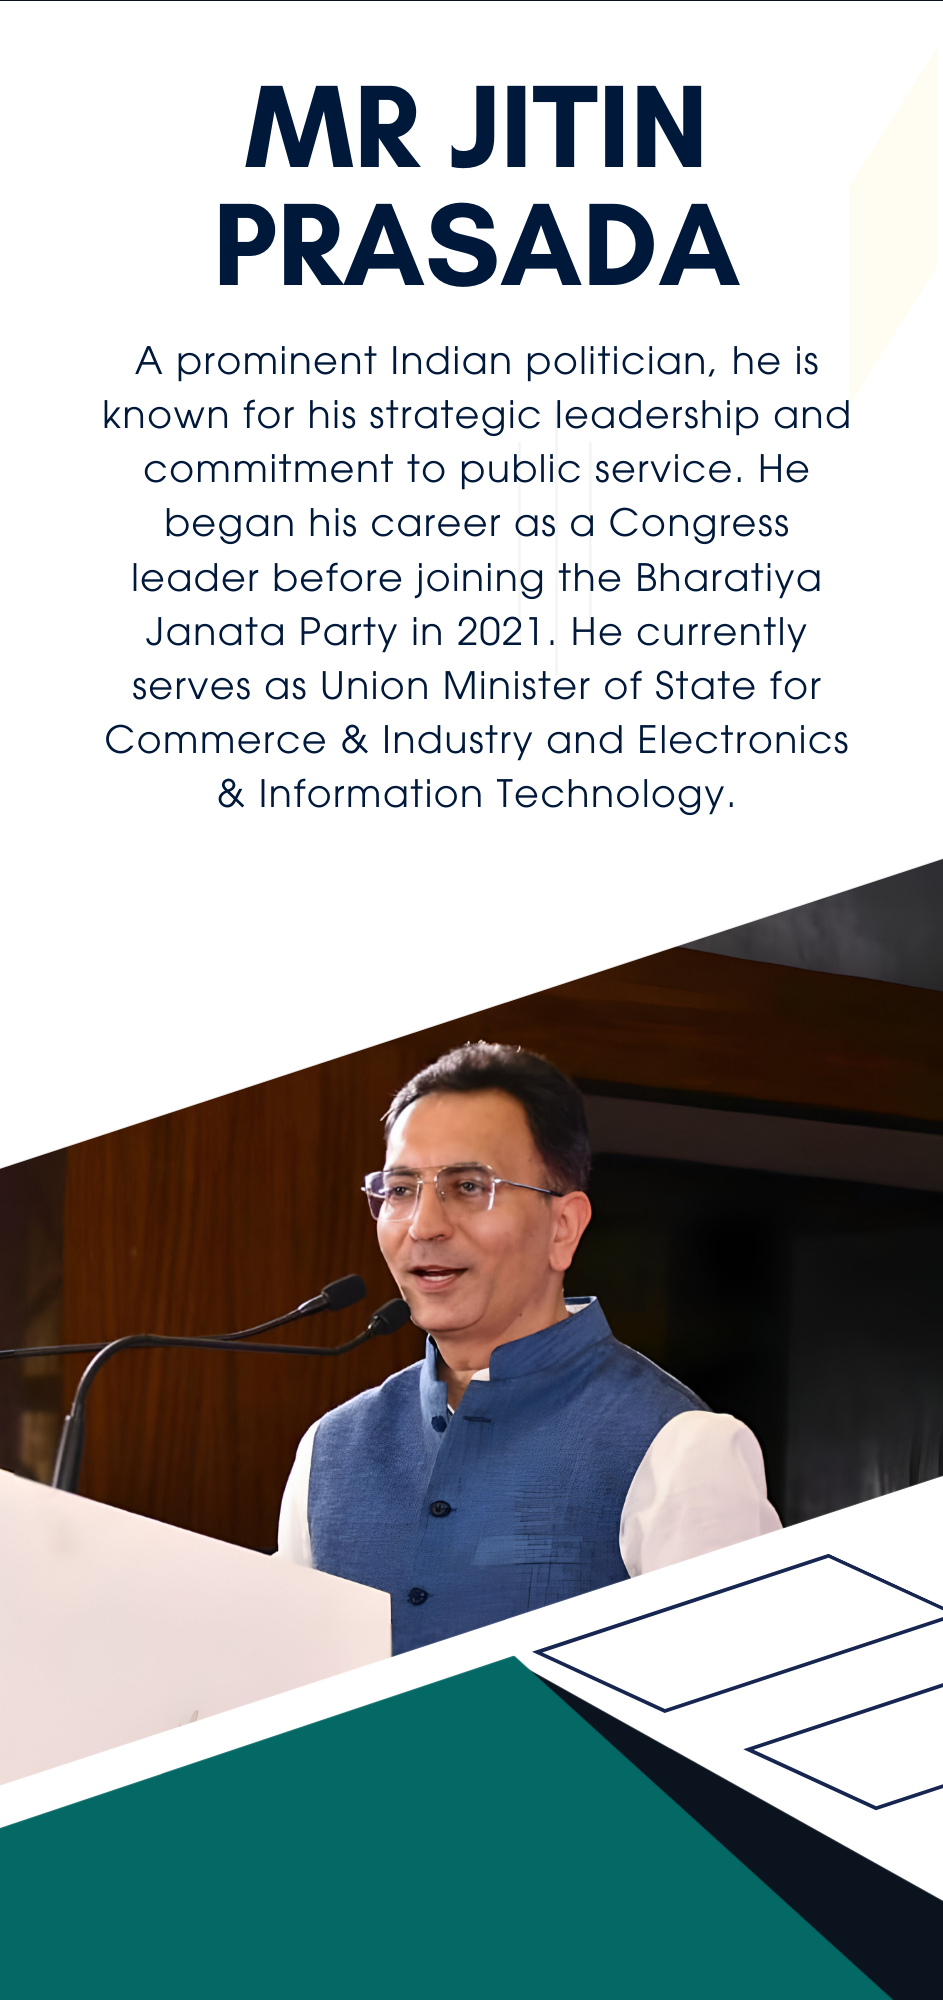 MR JITIN
PRASADA
A prominent Indian politician, he is
known for his strategic leadership and
commitment to public service. He
began his career as a Congress
leader before joining the Bharatiya
Janata Party in 2021. He currently
serves as Union Minister of State for
Commerce & Industry and Electronics
& Information Technology.